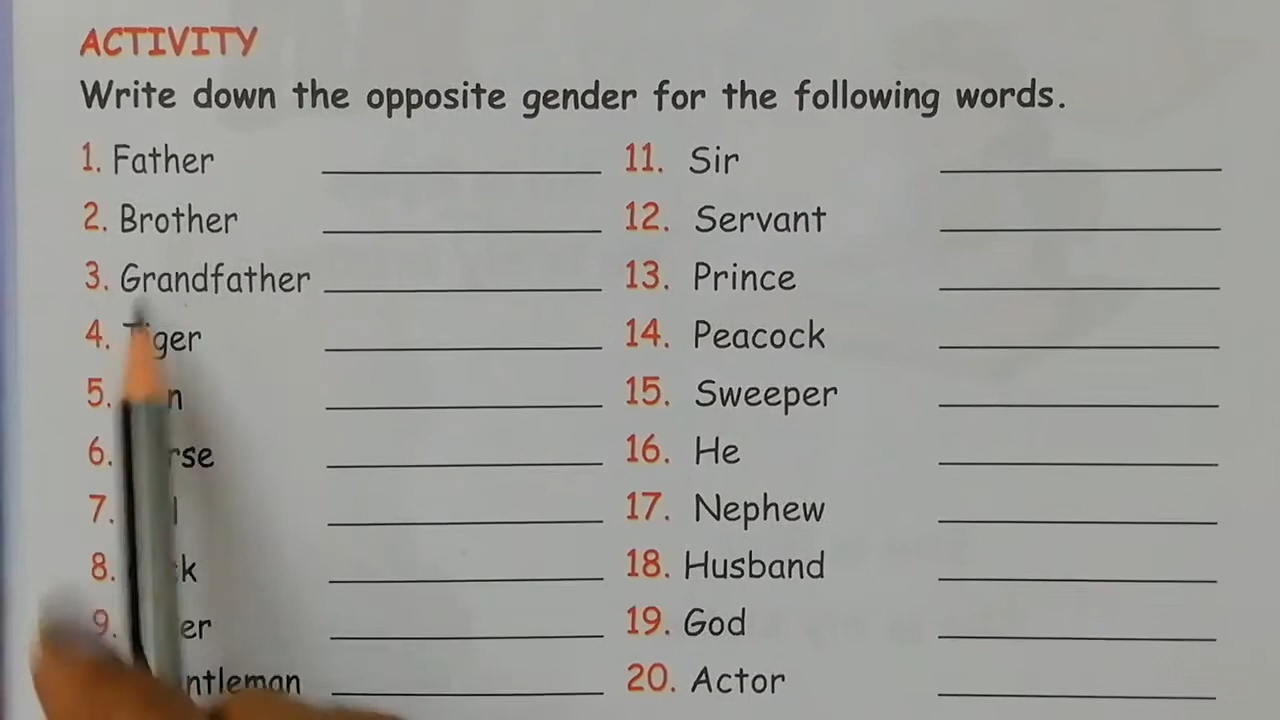 ACTIVITY
Write down the opposite gender for the following words.
1. Father
2. Brother
3. Grandfather
4. Tiger
5.
6.
7.
8.
9.
11. Sir
12. Servant
13. Prince
14. Peacock
15. Sweeper
16. He
17. Nephew
18. Husband
19. God
20. Actor